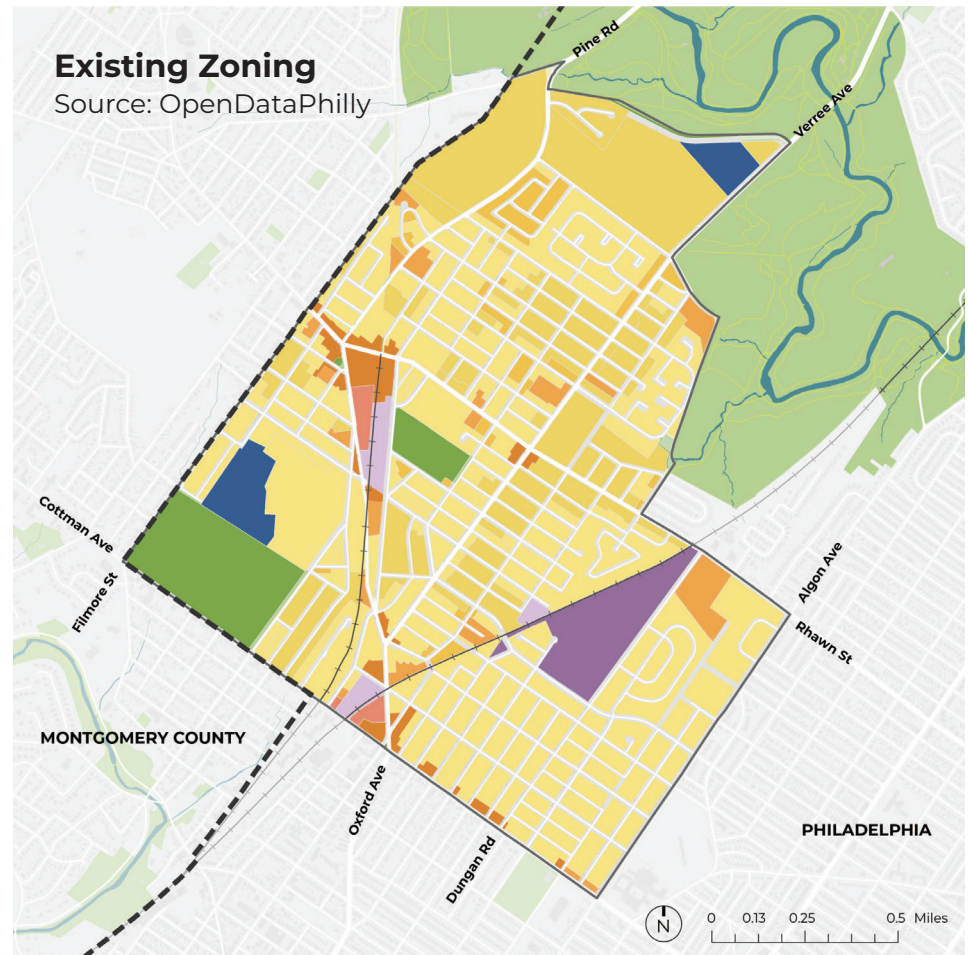 Existing Zoning
Source: OpenDataPhilly
Pine Rd
Verree Ave
Cottman Ave
Filmore St
Algon Ave
Rhawn St
MONTGOMERY COUNTY
Oxford Ave
Dungan Rd
PHILADELPHIA
N
0 0.13 0.25 0.5 Miles